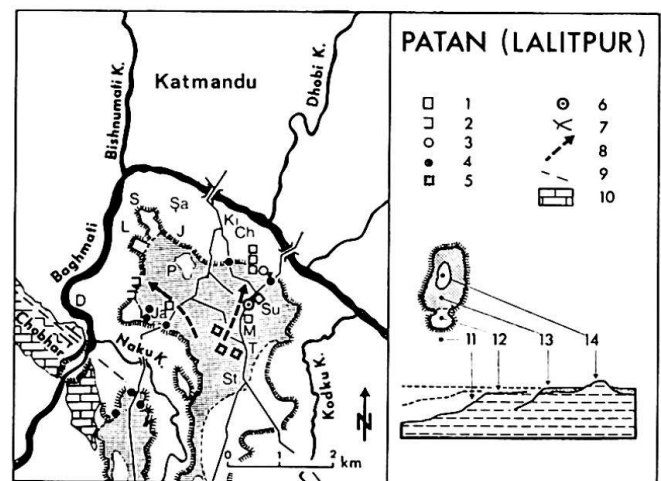 PATAN (LALITPUR)
1
2
3
4
5
6
7
8
9
10
11 12 13 14
Katmandu
Bishnumati K.
Dhobi K.
Baghmati
S
Şa
L
J
Ki
Ch
P
D
Ja
Su
M
T
Chobhar
Naku K.
St
Kodku K.
N
0 1 2
km